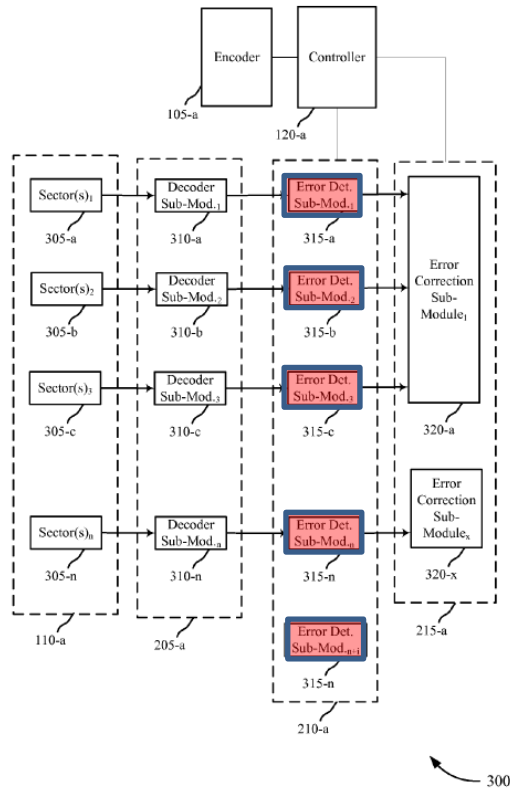 Encoder
Controller
105-a
120-a
Sector(s)1
Decoder
Sub-Mod.1
Error Det.
Sub-Mod.1
305-a
310-a
315-a
Sector(s)2
Decoder
Sub-Mod.2
Error Det.
Sub-Mod.2
305-b
310-b
315-b
Error
Correction
Sub-
Module1
Sector(s)3
Decoder
Sub-Mod.3
Error Det.
Sub-Mod.3
305-c
310-c
315-c
320-a
Sector(s)n
Decoder
Sub-Mod.n
Error Det.
Sub-Mod.n
Error
Correction
Sub-
Modulex
305-n
310-n
315-n
320-x
110-a
205-a
Error Det.
Sub-Mod.n+i
215-a
315-n
210-a
300